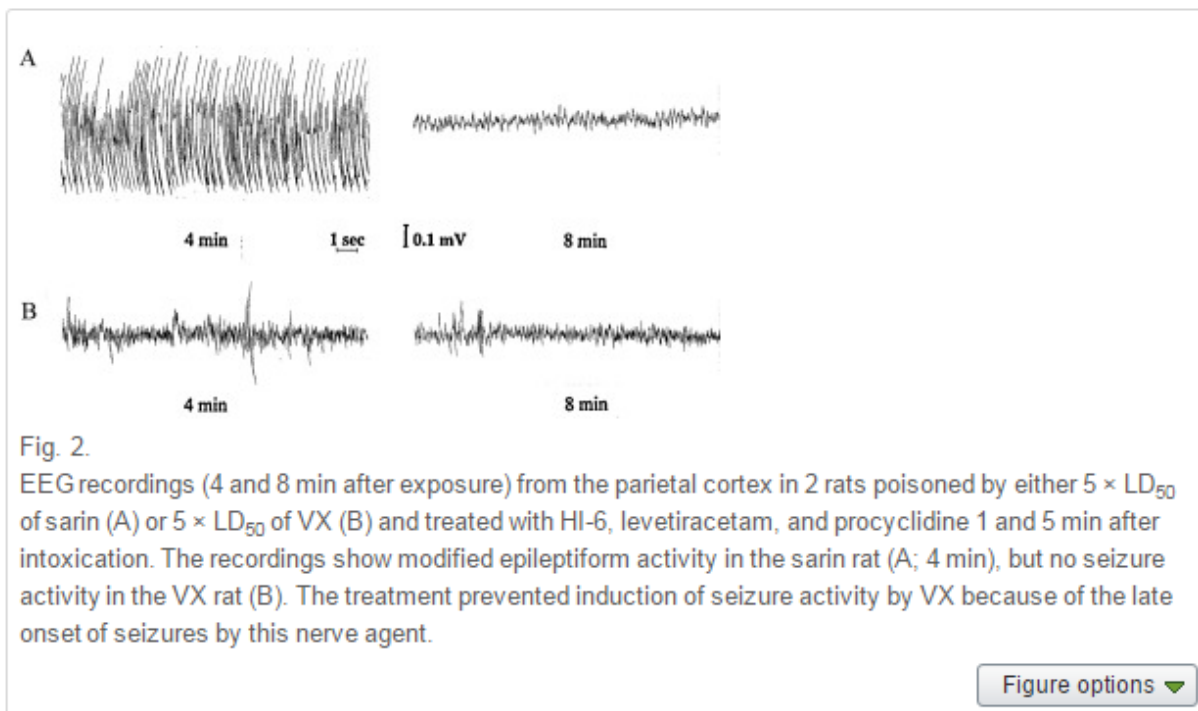 A
4 min
1 sec
0.1 mV
8 min
B
4 min
8 min
Fig. 2.
EEG recordings (4 and 8 min after exposure) from the parietal cortex in 2 rats poisoned by either 5 × LD50
of sarin (A) or 5 × LD50 of VX (B) and treated with HI-6, levetiracetam, and procyclidine 1 and 5 min after
intoxication. The recordings show modified epileptiform activity in the sarin rat (A; 4 min), but no seizure
activity in the VX rat (B). The treatment prevented induction of seizure activity by VX because of the late
onset of seizures by this nerve agent.
Figure options